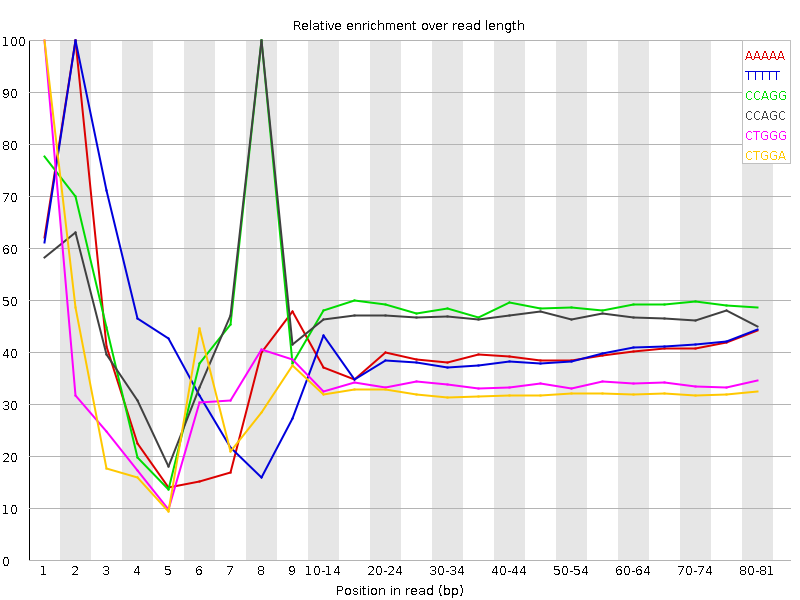 Relative enrichment over read length
100
90
80
70
60
50
40
30
20
10
0
AAAAA
TTTTT
CCAGG
CCAGC
CTGGG
CTGGA
1 2 3 4 5 6 7 8 9 10-14 20-24 30-34 40-44 50-54 60-64 70-74 80-81
Position in read (bp)